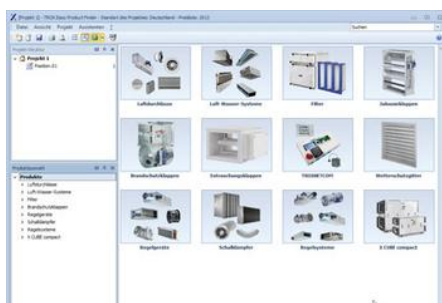 [Projekt 1] - TROX Easy Product Finder - Standort des Projektes: Deutschland - Preisliste: 2012
Datei Ansicht Projekt Assistenten
Suchen:
Projekt 1
Position 01
Produktauswahl
Produkte
Luftdurchlässe
Luft-Wasser-Systeme
Filter
Brandschutzklappen
Regelgeräte
Schalldämpfer
Regelsysteme
X-CUBE compact
Luftdurchlässe
Luft-Wasser-Systeme
Filter
Jalousieklappen
Brandschutzklappen
Entrauchungsklappen
TROXNETCOM
Wetterschutzgitter
Regelgeräte
Schalldämpfer
Regelsysteme
X-CUBE compact